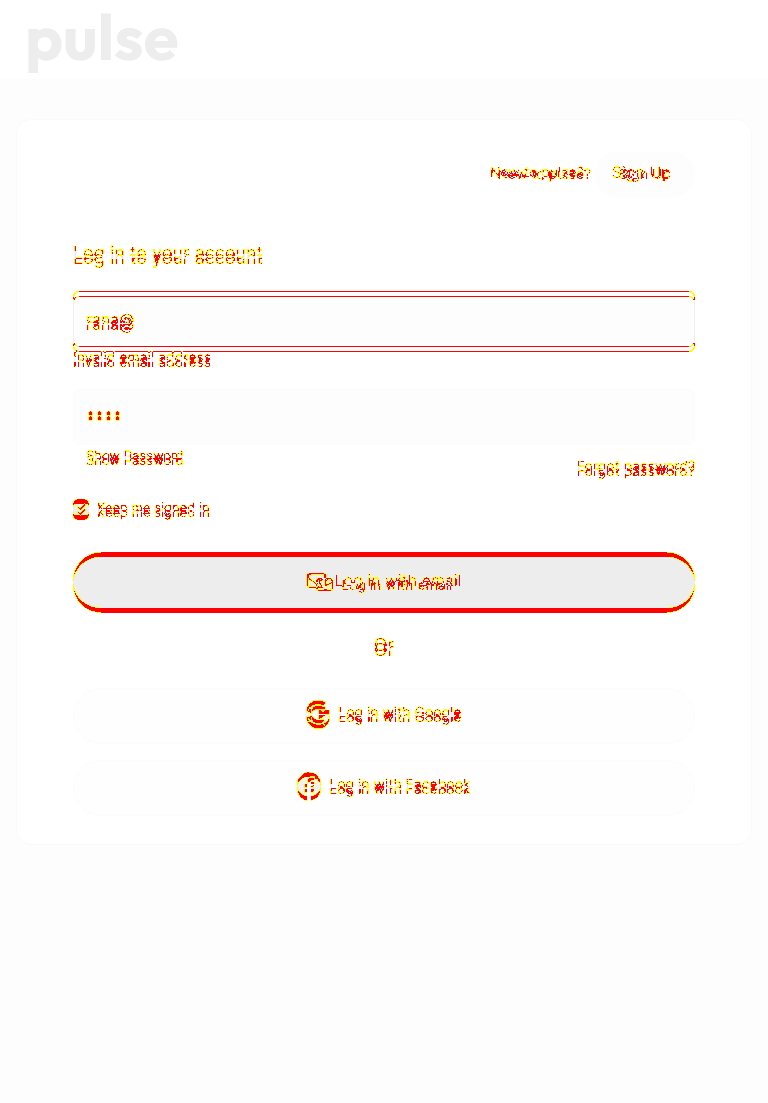 pulse
New to pulse? Sign Up
Log in to your account
rana@
Invalid email address
Show Password
Forgot password?
Keep me signed in
Log in with email
Or
Log in with Google
Log in with Facebook